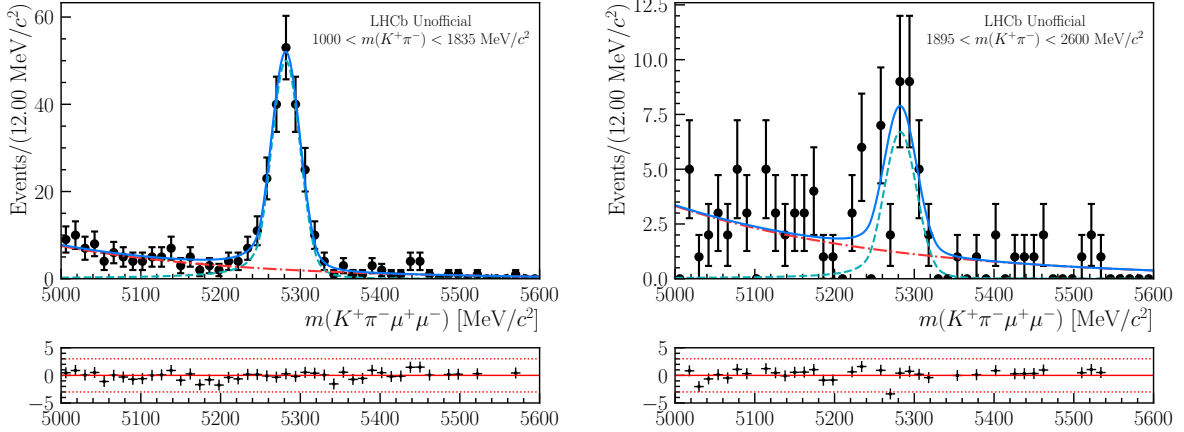 LHCb Unofficial
1000 < m(K⁺π⁻) < 1835 MeV/c²
Events/(12.00 MeV/c²)
60
40
20
0
5000 5100 5200 5300 5400 5500 5600
m(K⁺π⁻μ⁺μ⁻) [MeV/c²]
5
0
−5
5000 5100 5200 5300 5400 5500 5600
LHCb Unofficial
1895 < m(K⁺π⁻) < 2600 MeV/c²
Events/(12.00 MeV/c²)
12.5
10.0
7.5
5.0
2.5
0.0
5000 5100 5200 5300 5400 5500 5600
m(K⁺π⁻μ⁺μ⁻) [MeV/c²]
5
0
−5
5000 5100 5200 5300 5400 5500 5600